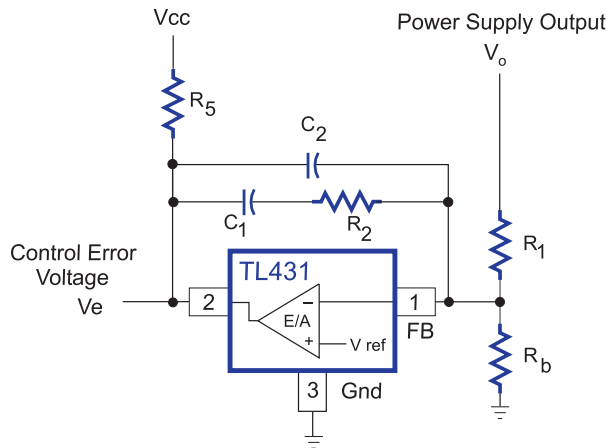 Vcc
Power Supply Output
Vo
R5
C2
C1
R2
R1
Control Error
Voltage
Ve
TL431
2
E/A
−
+
V ref
1
FB
Rb
3
Gnd